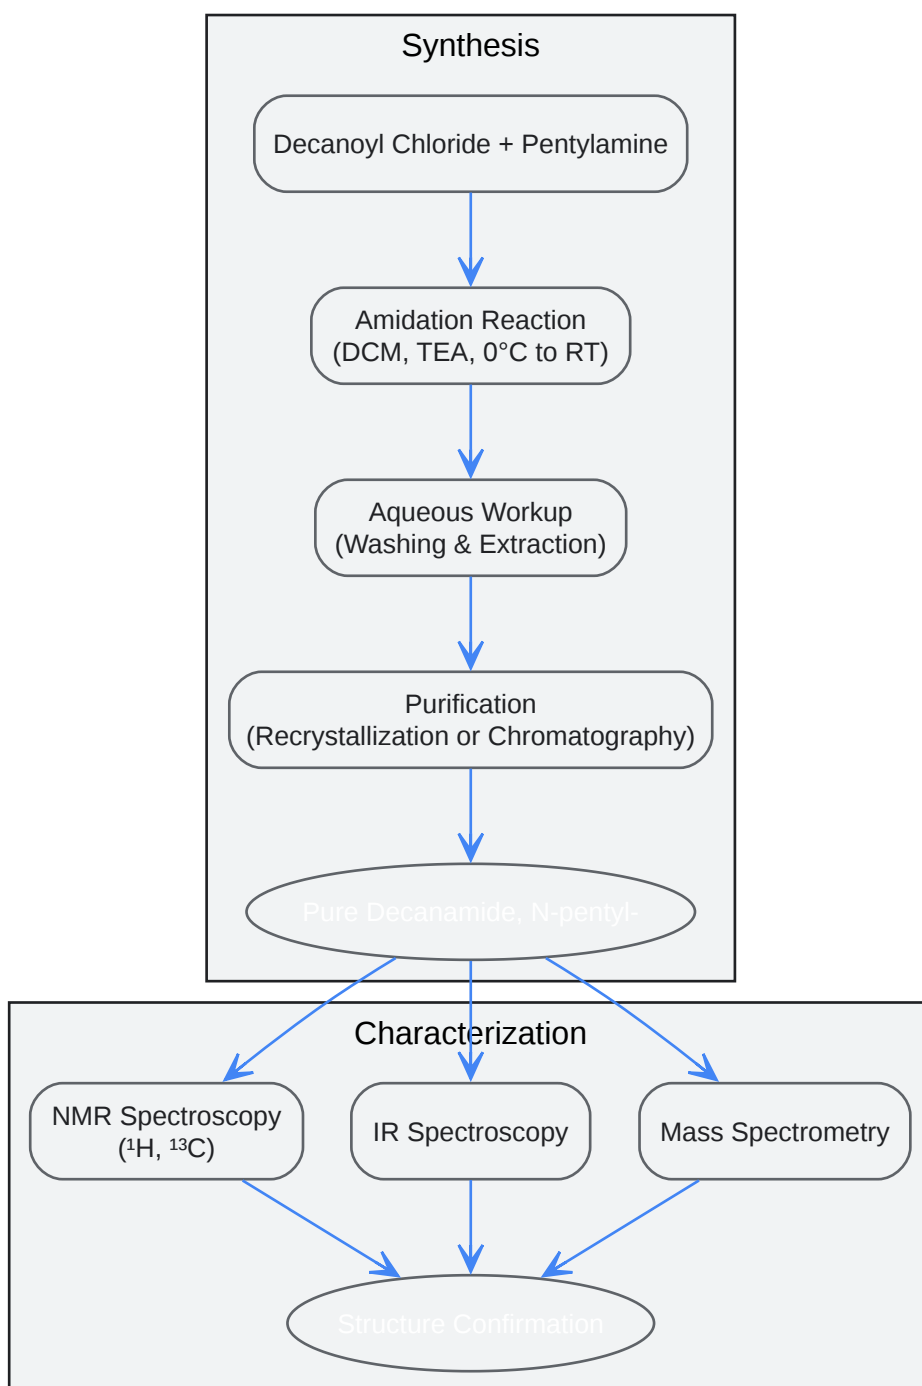 Synthesis
Decanoyl Chloride + Pentylamine
Amidation Reaction
(DCM, TEA, 0°C to RT)
Aqueous Workup
(Washing & Extraction)
Purification
(Recrystallization or Chromatography)
Pure Decanamide, N-pentyl-
Characterization
NMR Spectroscopy
(¹H, ¹³C)
IR Spectroscopy
Mass Spectrometry
Structure Confirmation